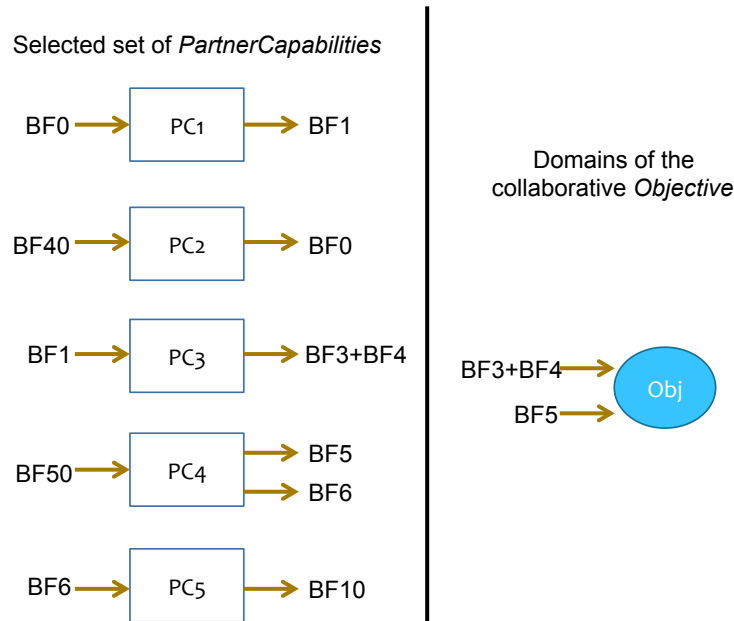 Selected set of PartnerCapabilities
BF0
PC1
BF1
BF40
PC2
BF0
BF1
PC3
BF3+BF4
BF50
PC4
BF5
BF6
BF6
PC5
BF10
Domains of the
collaborative Objective
BF3+BF4
BF5
Obj